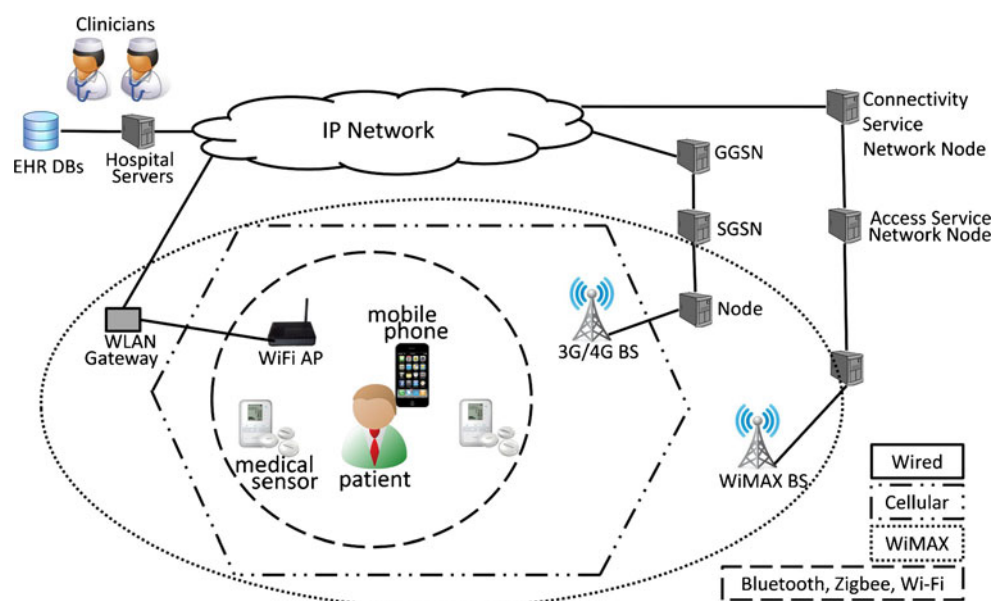 Clinicians
EHR DBs
Hospital
Servers
IP Network
GGSN
SGSN
Node
Connectivity
Service
Network Node
Access Service
Network Node
WLAN
Gateway
WiFi AP
mobile
phone
3G/4G BS
medical
sensor
patient
WiMAX BS
Wired
Cellular
WiMAX
Bluetooth, Zigbee, Wi-Fi